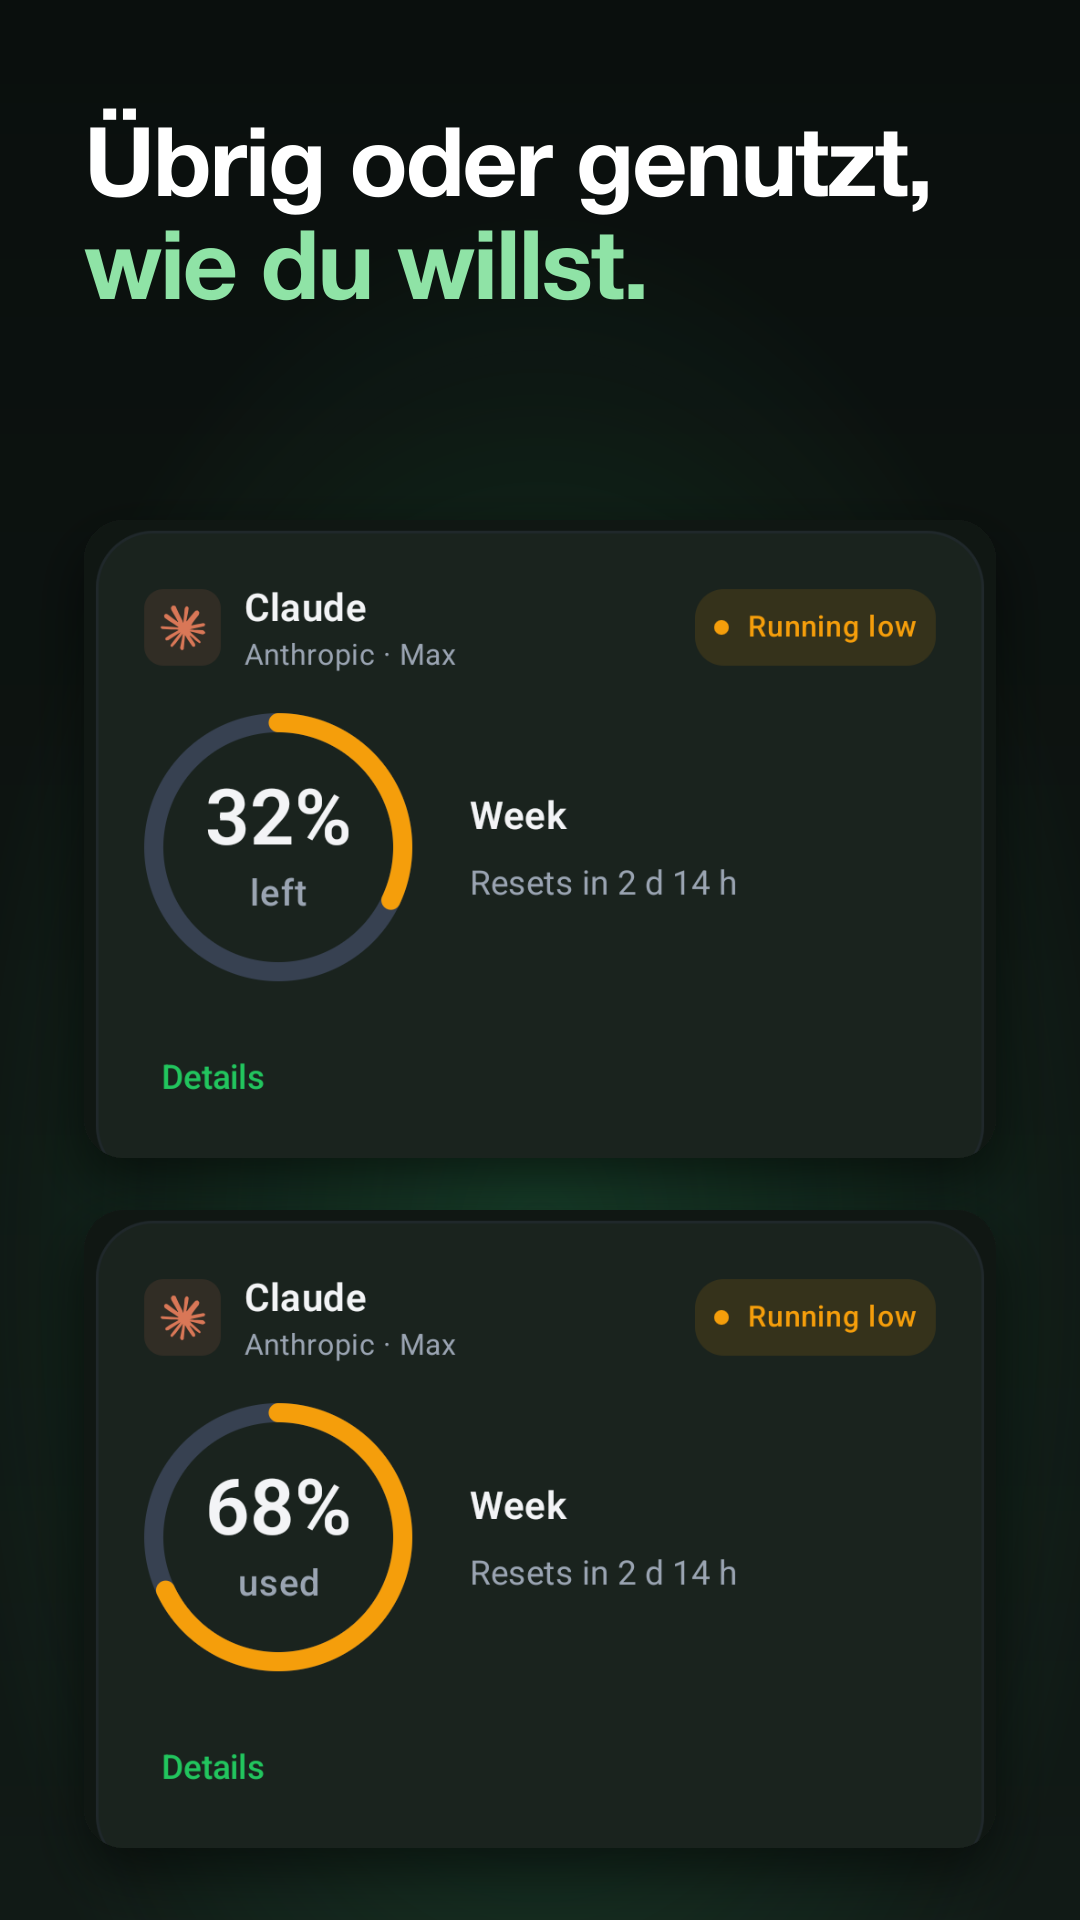 Übrig oder genutzt,
wie du willst.
Claude
Anthropic · Max
Running low
32%
left
Week
Resets in 2 d 14 h
Details
Claude
Anthropic · Max
Running low
68%
used
Week
Resets in 2 d 14 h
Details